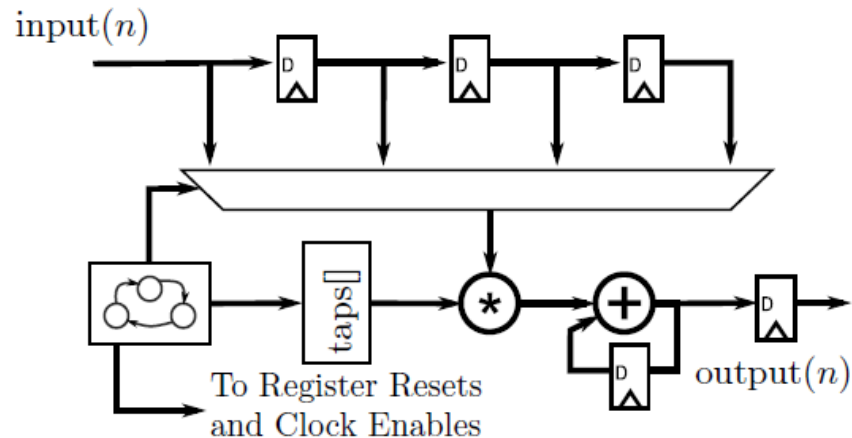 input(n)
D
D
D
taps[]
*
+
D
D
output(n)
To Register Resets
and Clock Enables